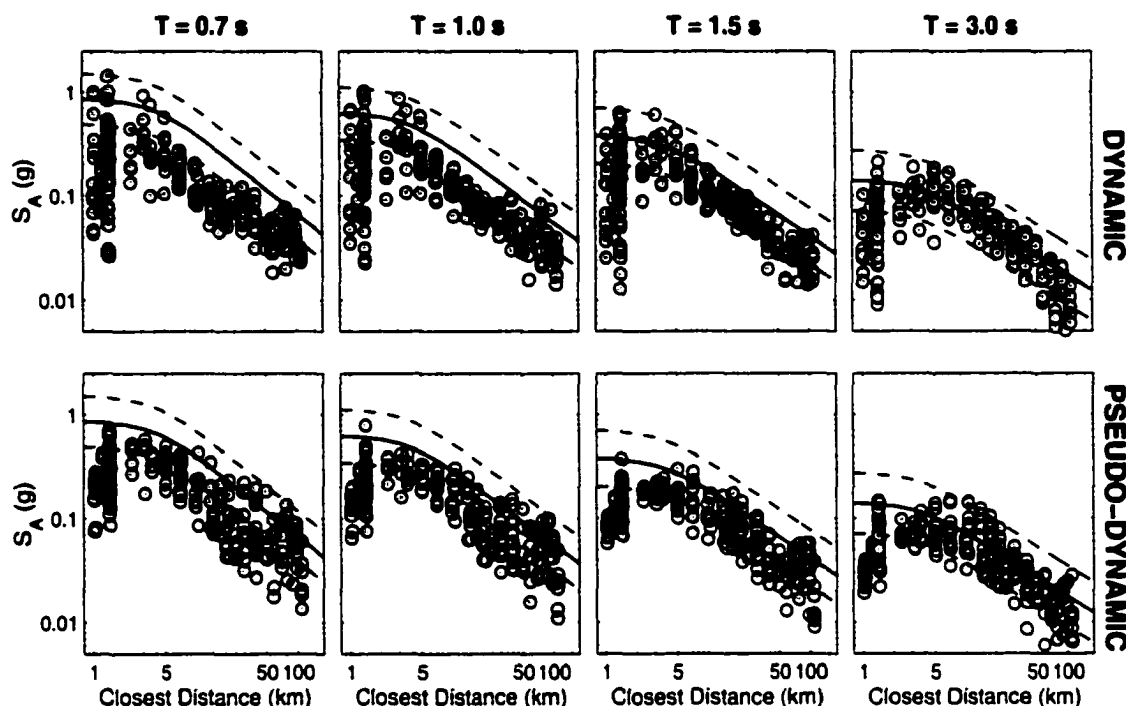 T = 0.7 s
T = 1.0 s
T = 1.5 s
T = 3.0 s
S_A (g)
1
0.1
0.01
DYNAMIC
S_A (g)
1
0.1
0.01
PSEUDO-DYNAMIC
1 5 50 100
1 5 50 100
1 5 50 100
1 5 50 100
Closest Distance (km)
Closest Distance (km)
Closest Distance (km)
Closest Distance (km)